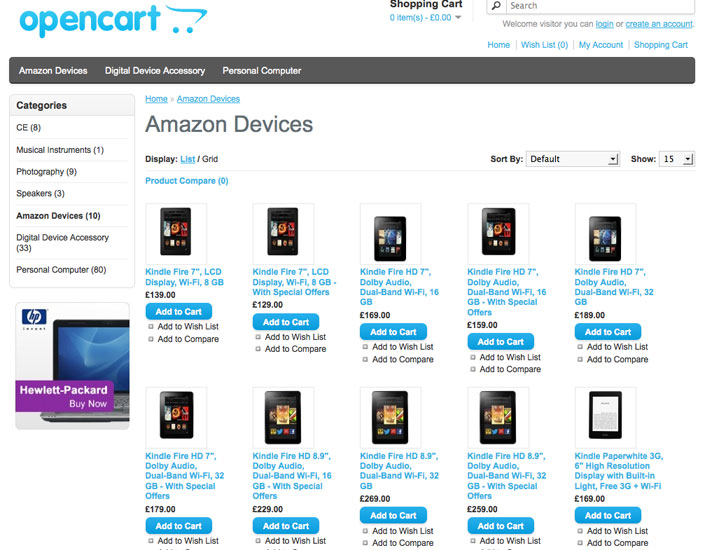 opencart
Shopping Cart
0 item(s) - £0.00
Search
Welcome visitor you can login or create an account.
Home
Wish List (0)
My Account
Shopping Cart
Amazon Devices
Digital Device Accessory
Personal Computer
Categories
CE (8)
Musical Instruments (1)
Photography (9)
Speakers (3)
Amazon Devices (10)
Digital Device Accessory
(33)
Personal Computer (80)
hp
invent
Hewlett-Packard
Buy Now
Home » Amazon Devices
Amazon Devices
Display: List / Grid
Sort By: Default
Show: 15
Product Compare (0)
Kindle Fire 7", LCD
Display, Wi-Fi, 8 GB
£139.00
Add to Cart
Add to Wish List
Add to Compare
Kindle Fire 7", LCD
Display, Wi-Fi, 8 GB -
With Special Offers
£129.00
Add to Cart
Add to Wish List
Add to Compare
Kindle Fire HD 7",
Dolby Audio,
Dual-Band Wi-Fi, 16
GB
£169.00
Add to Cart
Add to Wish List
Add to Compare
Kindle Fire HD 7",
Dolby Audio,
Dual-Band Wi-Fi, 16
GB - With Special
Offers
£159.00
Add to Cart
Add to Wish List
Add to Compare
Kindle Fire HD 7",
Dolby Audio,
Dual-Band Wi-Fi, 32
GB
£189.00
Add to Cart
Add to Wish List
Add to Compare
Kindle Fire HD 7",
Dolby Audio,
Dual-Band Wi-Fi, 32
GB - With Special
Offers
£179.00
Add to Cart
Add to Wish List
Add to Compare
Kindle Fire HD 8.9",
Dolby Audio,
Dual-Band Wi-Fi, 16
GB - With Special
Offers
£229.00
Add to Cart
Add to Wish List
Add to Compare
Kindle Fire HD 8.9",
Dolby Audio,
Dual-Band Wi-Fi, 32
GB
£269.00
Add to Cart
Add to Wish List
Add to Compare
Kindle Fire HD 8.9",
Dolby Audio,
Dual-Band Wi-Fi, 32
GB - With Special
Offers
£259.00
Add to Cart
Add to Wish List
Add to Compare
Kindle Paperwhite 3G,
6" High Resolution
Display with Built-in
Light, Free 3G + Wi-Fi
£169.00
Add to Cart
Add to Wish List
Add to Compare